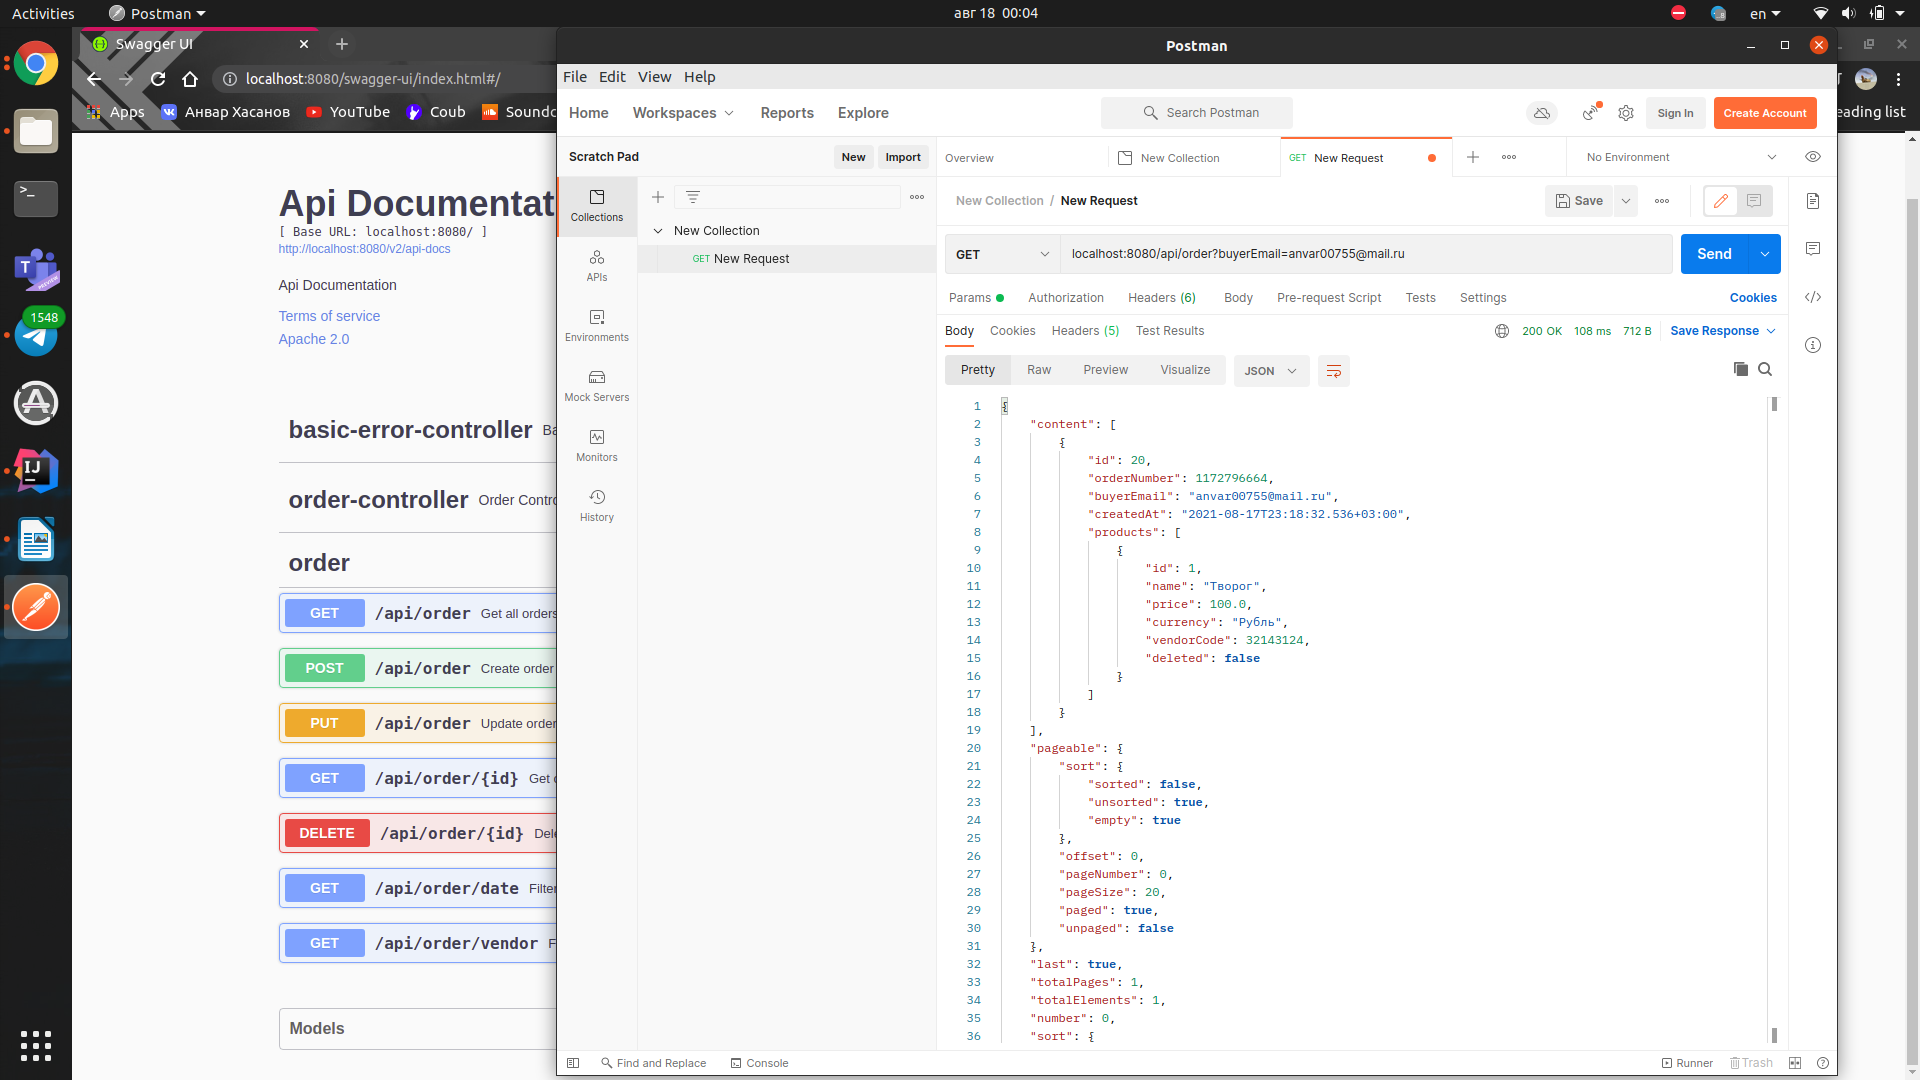 Activities
Postman
авг 18 00:04
en
Swagger UI
localhost:8080/swagger-ui/index.html#/
Apps
Анвар Хасанов
YouTube
Coub
Soundc
eading list
1548
Api Documentat
[ Base URL: localhost:8080/ ]
http://localhost:8080/v2/api-docs
Api Documentation
Terms of service
Apache 2.0
basic-error-controller Ba
order-controller Order Contro
order
GET /api/order Get all orders
POST /api/order Create order
PUT /api/order Update order
GET /api/order/{id} Get o
DELETE /api/order/{id} Dele
GET /api/order/date Filter
GET /api/order/vendor F
Models
Postman
File Edit View Help
Home Workspaces Reports Explore
Search Postman
Sign In
Create Account
Scratch Pad
New
Import
Overview
New Collection
GET New Request
No Environment
Collections
APIs
Environments
Mock Servers
Monitors
History
New Collection
GET New Request
New Collection / New Request
Save
GET
localhost:8080/api/order?buyerEmail=anvar00755@mail.ru
Send
Params Authorization Headers (6) Body Pre-request Script Tests Settings Cookies
Body Cookies Headers (5) Test Results
200 OK 108 ms 712 B Save Response
Pretty Raw Preview Visualize JSON
1 {
2 "content": [
3 {
4 "id": 20,
5 "orderNumber": 1172796664,
6 "buyerEmail": "anvar00755@mail.ru",
7 "createdAt": "2021-08-17T23:18:32.536+03:00",
8 "products": [
9 {
10 "id": 1,
11 "name": "Творог",
12 "price": 100.0,
13 "currency": "Рубль",
14 "vendorCode": 32143124,
15 "deleted": false
16 }
17 ]
18 }
19 ],
20 "pageable": {
21 "sort": {
22 "sorted": false,
23 "unsorted": true,
24 "empty": true
25 },
26 "offset": 0,
27 "pageNumber": 0,
28 "pageSize": 20,
29 "paged": true,
30 "unpaged": false
31 },
32 "last": true,
33 "totalPages": 1,
34 "totalElements": 1,
35 "number": 0,
36 "sort": {
Find and Replace
Console
Runner
Trash